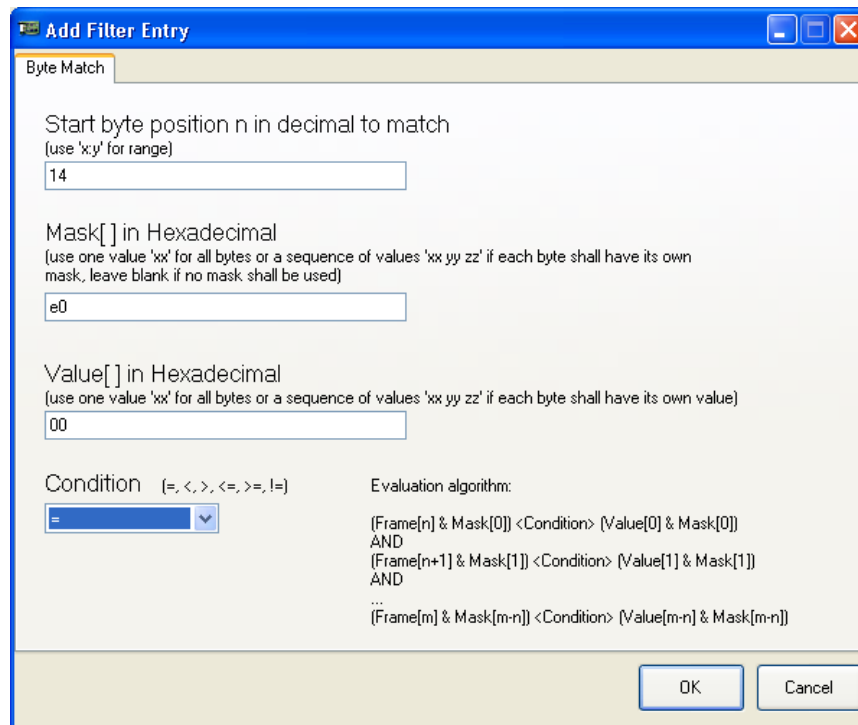 Add Filter Entry
Byte Match
Start byte position n in decimal to match
(use 'x:y' for range)
14
Mask[ ] in Hexadecimal
(use one value 'xx' for all bytes or a sequence of values 'xx yy zz' if each byte shall have its own
mask, leave blank if no mask shall be used)
e0
Value[ ] in Hexadecimal
(use one value 'xx' for all bytes or a sequence of values 'xx yy zz' if each byte shall have its own value)
00
Condition (=, <, >, <=, >=, !=)
=
Evaluation algorithm:
(Frame[n] & Mask[0]) <Condition> (Value[0] & Mask[0])
AND
(Frame[n+1] & Mask[1]) <Condition> (Value[1] & Mask[1])
AND
...
(Frame[m] & Mask[m-n]) <Condition> (Value[m-n] & Mask[m-n])
OK
Cancel